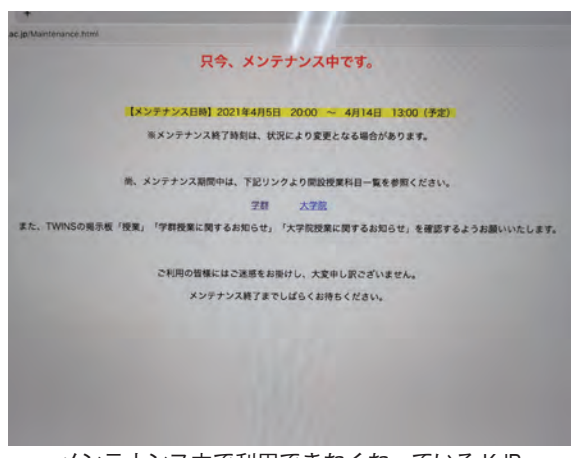 ac.jp/Maintenance.html
只今、メンテナンス中です。
【メンテナンス日時】2021年4月5日 20:00 ～ 4月14日 13:00（予定）
※メンテナンス終了時刻は、状況により変更となる場合があります。
尚、メンテナンス期間中は、下記リンクより開設授業科目一覧を参照ください。
学群 大学院
また、TWINSの掲示板「授業」「学群授業に関するお知らせ」「大学院授業に関するお知らせ」を確認するようお願いいたします。
ご利用の皆様にはご迷惑をお掛けし、大変申し訳ございません。
メンテナンス終了までしばらくお待ちください。